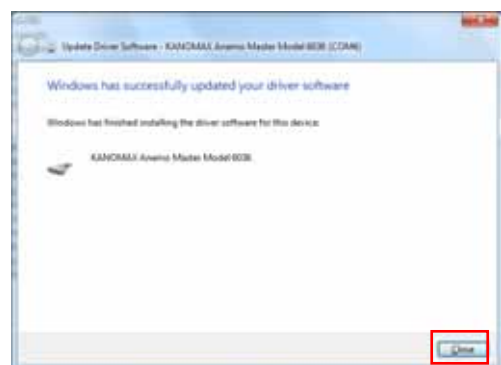 Update Driver Software - KANOMAX Anemo Master Model 6036 (COM6)
Windows has successfully updated your driver software
Windows has finished installing the driver software for this device:
KANOMAX Anemo Master Model 6036
Close